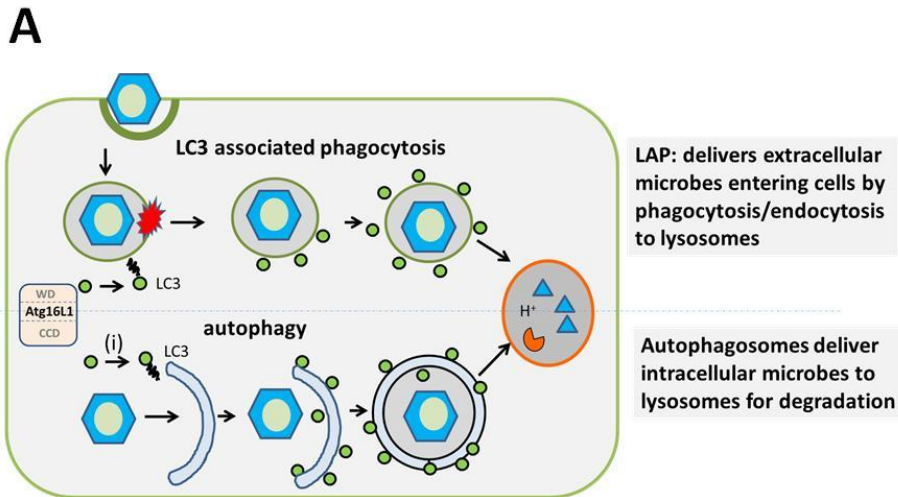 A
LC3 associated phagocytosis
LC3
WD
Atg16L1
CCD
autophagy
(i)
LC3
H⁺
LAP: delivers extracellular
microbes entering cells by
phagocytosis/endocytosis
to lysosomes
Autophagosomes deliver
intracellular microbes to
lysosomes for degradation